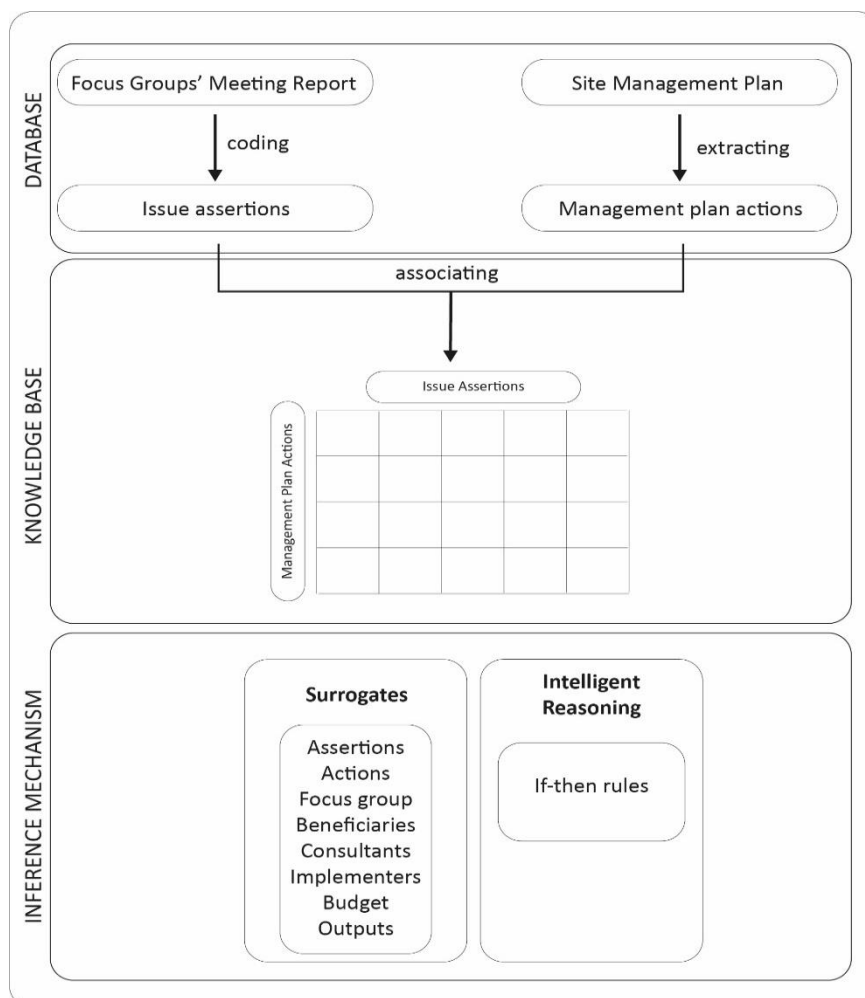 DATABASE
Focus Groups' Meeting Report
Site Management Plan
coding
extracting
Issue assertions
Management plan actions
KNOWLEDGE BASE
associating
Issue Assertions
Management Plan Actions
INFERENCE MECHANISM
Surrogates
Assertions
Actions
Focus group
Beneficiaries
Consultants
Implementers
Budget
Outputs
Intelligent
Reasoning
If-then rules